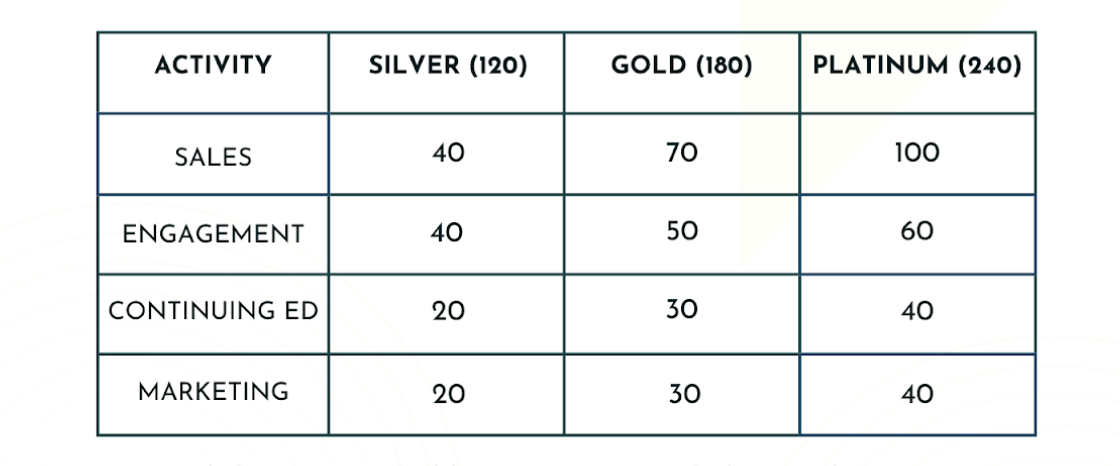 ACTIVITY SILVER (120) GOLD (180) PLATINUM (240)
SALES 40 70 100
ENGAGEMENT 40 50 60
CONTINUING ED 20 30 40
MARKETING 20 30 40